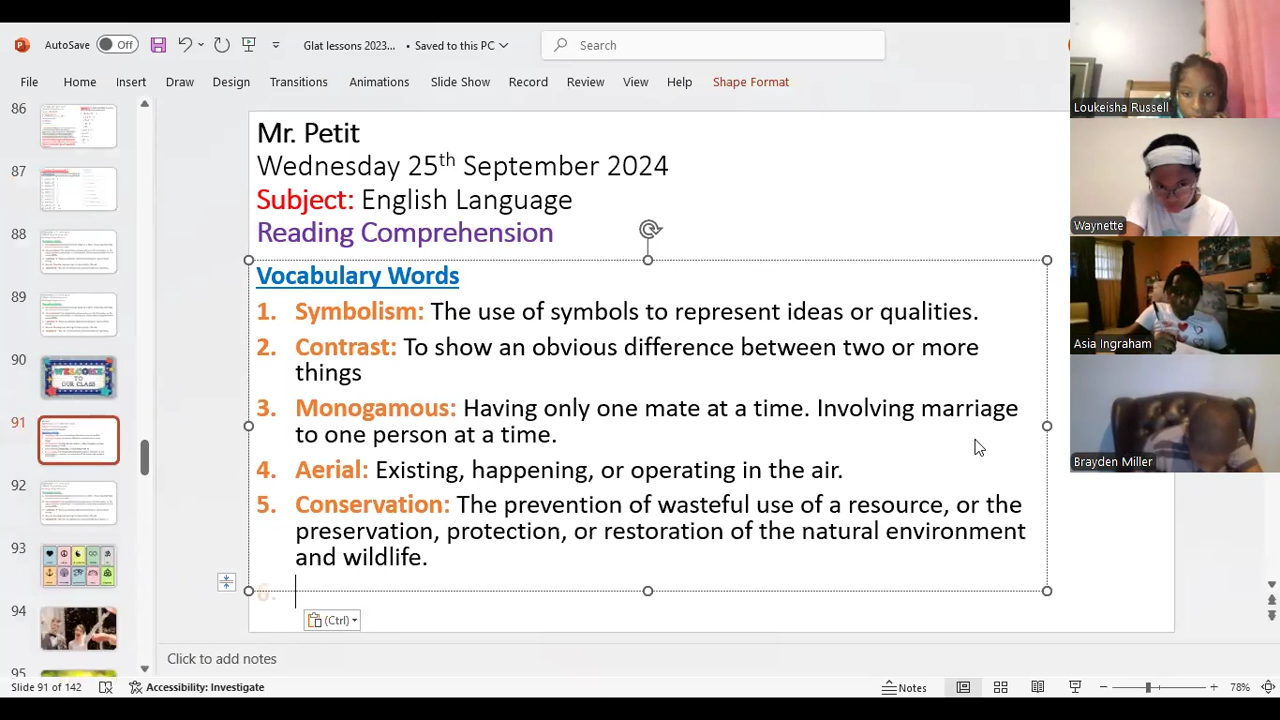 AutoSave Off Glat lessons 2023... • Saved to this PC Search
File Home Insert Draw Design Transitions Animations Slide Show Record Review View Help Shape Format
86
87
88
89
90
WELCOME TO OUR CLASS
91
92
93
94
95
Mr. Petit
Wednesday 25th September 2024
Subject: English Language
Reading Comprehension
Vocabulary Words
1. Symbolism: The use of symbols to represent ideas or qualities.
2. Contrast: To show an obvious difference between two or more
things
3. Monogamous: Having only one mate at a time. Involving marriage
to one person at a time.
4. Aerial: Existing, happening, or operating in the air.
5. Conservation: The prevention of wasteful use of a resource, or the
preservation, protection, or restoration of the natural environment
and wildlife.
6.
(Ctrl)
Click to add notes
Slide 91 of 142 Accessibility: Investigate Notes 78%
Loukeisha Russell
Waynette
Asia Ingraham
Brayden Miller